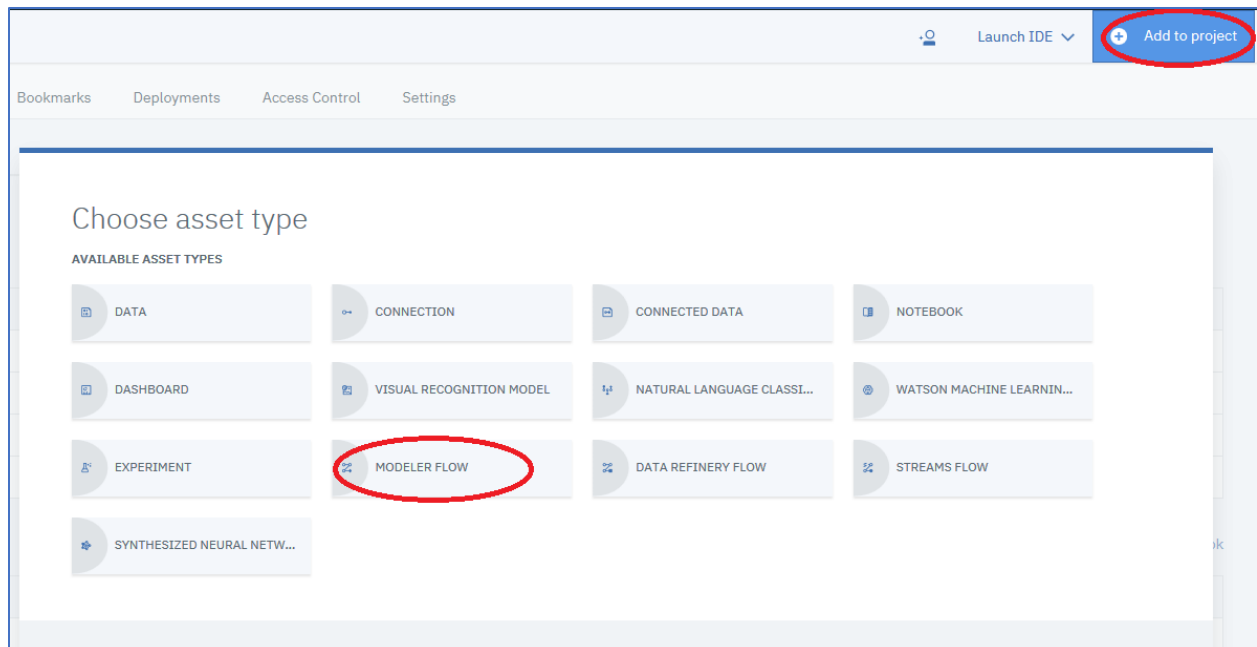 Launch IDE
Add to project
Bookmarks Deployments Access Control Settings
Choose asset type
AVAILABLE ASSET TYPES
DATA
CONNECTION
CONNECTED DATA
NOTEBOOK
DASHBOARD
VISUAL RECOGNITION MODEL
NATURAL LANGUAGE CLASSI...
WATSON MACHINE LEARNIN...
EXPERIMENT
MODELER FLOW
DATA REFINERY FLOW
STREAMS FLOW
SYNTHESIZED NEURAL NETW...